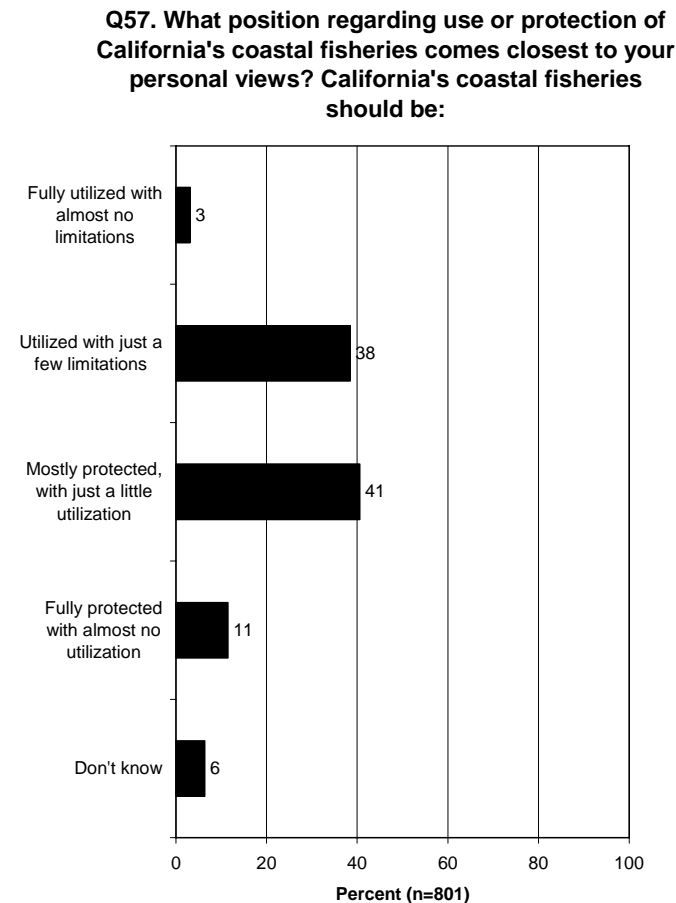 Q57. What position regarding use or protection of
California's coastal fisheries comes closest to your
personal views? California's coastal fisheries
should be:
Fully utilized with
almost no
limitations
3
Utilized with just a
few limitations
38
Mostly protected,
with just a little
utilization
41
Fully protected
with almost no
utilization
11
Don't know
6
0 20 40 60 80 100
Percent (n=801)